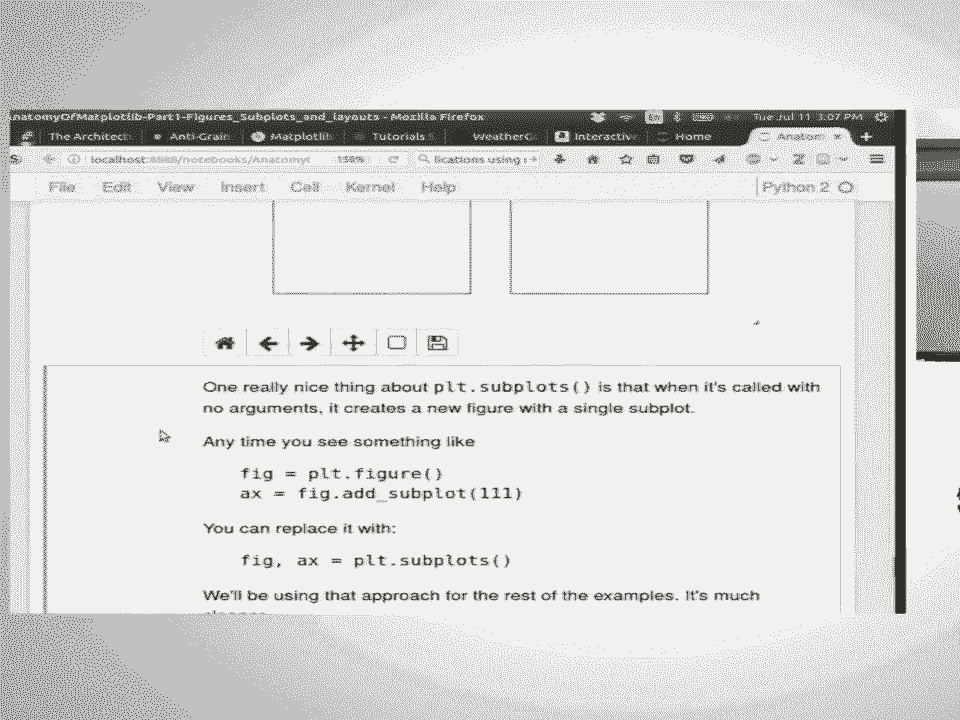 AnatomyOfMatplotlib-Part1-Figures_Subplots_and_layouts - Mozilla Firefox
En
Tue Jul 11 3:07 PM
The Architect
Anti-Grain
Matplotlib
Tutorials
WeatherG
Interactive
Home
Anatom
localhost:8888/notebooks/Anatomy
150%
lications using
File Edit View Insert Cell Kernel Help
Python 2
One really nice thing about plt.subplots() is that when it's called with
no arguments, it creates a new figure with a single subplot.
Any time you see something like
fig = plt.figure()
ax = fig.add_subplot(111)
You can replace it with:
fig, ax = plt.subplots()
We'll be using that approach for the rest of the examples. It's much